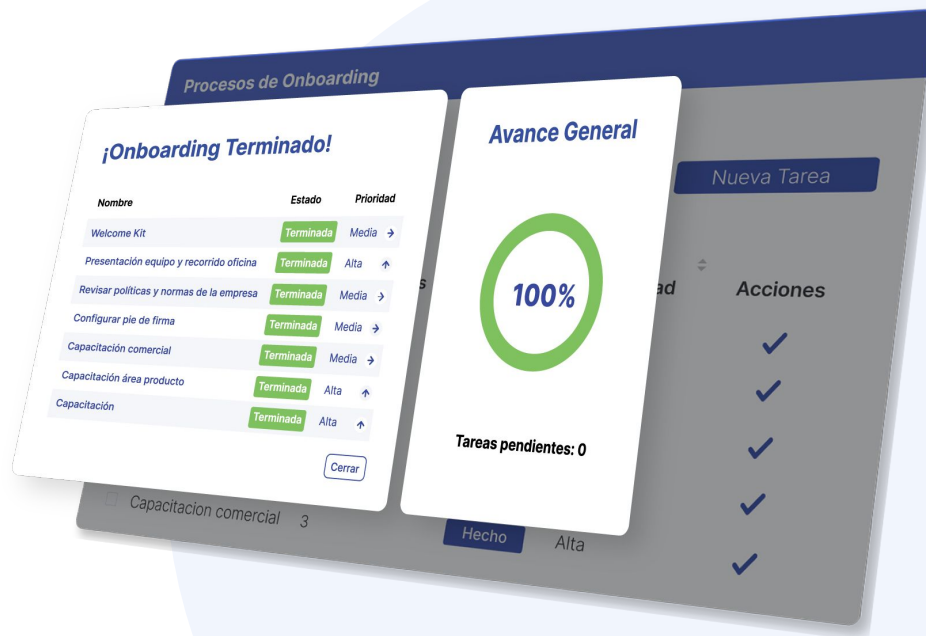 Procesos de Onboarding
¡Onboarding Terminado!
Nombre Estado Prioridad
Welcome Kit Terminada Media
Presentación equipo y recorrido oficina Terminada Alta
Revisar políticas y normas de la empresa Terminada Media
Configurar pie de firma Terminada Media
Capacitación comercial Terminada Media
Capacitación área producto Terminada Alta
Capacitación Terminada Alta
Cerrar
Avance General
100%
Tareas pendientes: 0
Nueva Tarea
Acciones
Capacitacion comercial 3 Hecho Alta